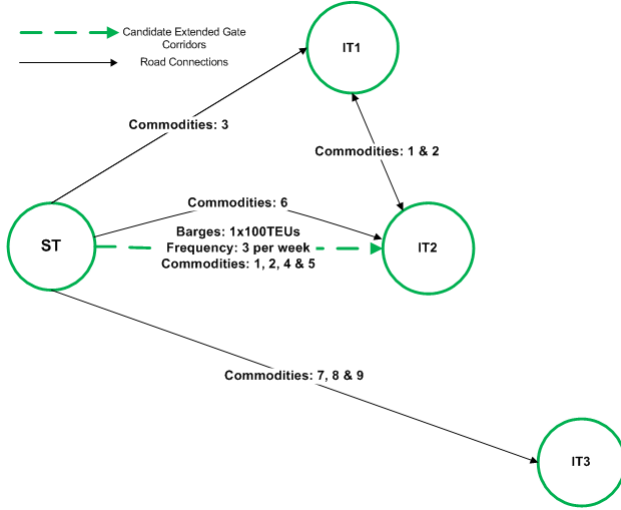 Candidate Extended Gate
Corridors
Road Connections
IT1
Commodities: 3
Commodities: 1 & 2
Commodities: 6
ST
Barges: 1x100TEUs
Frequency: 3 per week
Commodities: 1, 2, 4 & 5
IT2
Commodities: 7, 8 & 9
IT3